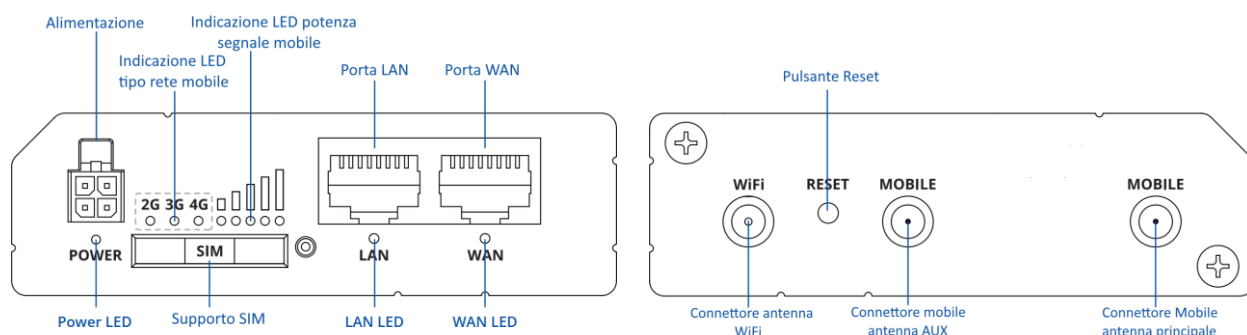 Alimentazione
Indicazione LED potenza
segnale mobile
Indicazione LED
tipo rete mobile
Porta LAN
Porta WAN
2G 3G 4G
POWER
SIM
LAN
WAN
Power LED
Supporto SIM
LAN LED
WAN LED
Pulsante Reset
WiFi
RESET
MOBILE
MOBILE
Connettore antenna
WiFi
Connettore mobile
antenna AUX
Connettore Mobile
antenna principale